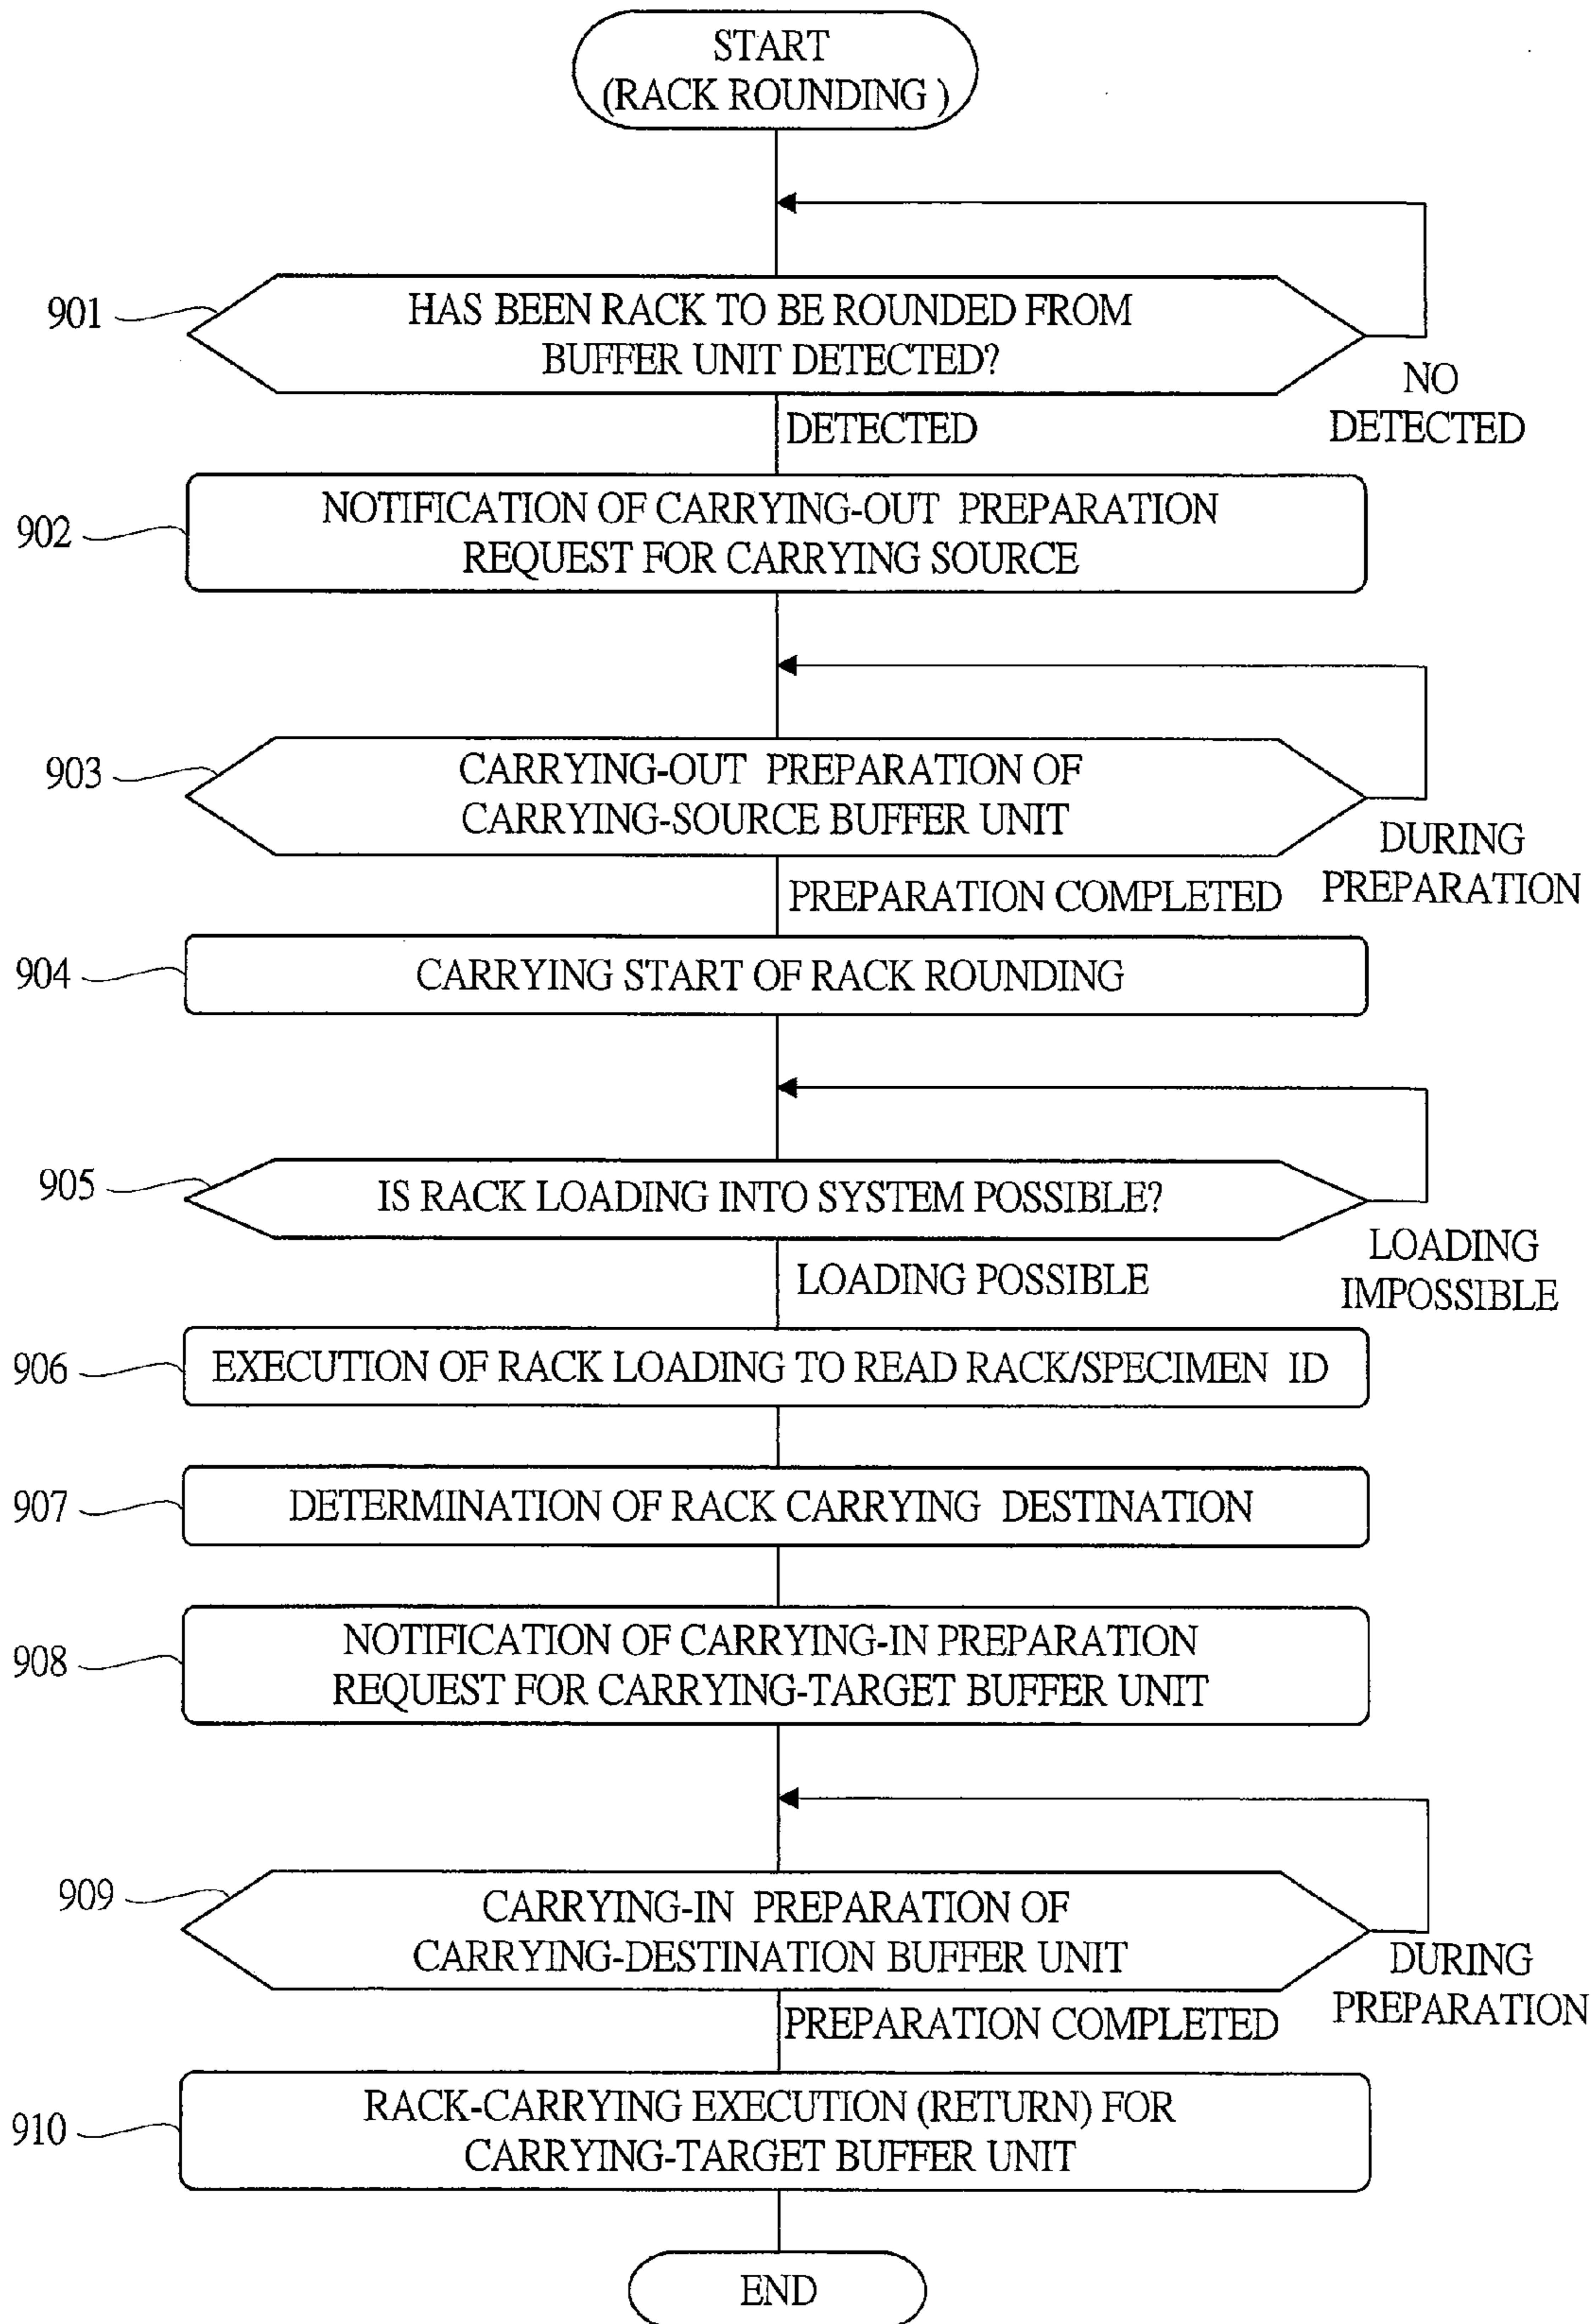 START
(RACK ROUNDING )
901
HAS BEEN RACK TO BE ROUNDED FROM
BUFFER UNIT DETECTED?
NO
DETECTED
DETECTED
902
NOTIFICATION OF CARRYING-OUT PREPARATION
REQUEST FOR CARRYING SOURCE
903
CARRYING-OUT PREPARATION OF
CARRYING-SOURCE BUFFER UNIT
DURING
PREPARATION
PREPARATION COMPLETED
904
CARRYING START OF RACK ROUNDING
905
IS RACK LOADING INTO SYSTEM POSSIBLE?
LOADING
IMPOSSIBLE
LOADING POSSIBLE
906
EXECUTION OF RACK LOADING TO READ RACK/SPECIMEN ID
907
DETERMINATION OF RACK CARRYING DESTINATION
908
NOTIFICATION OF CARRYING-IN PREPARATION
REQUEST FOR CARRYING-TARGET BUFFER UNIT
909
CARRYING-IN PREPARATION OF
CARRYING-DESTINATION BUFFER UNIT
DURING
PREPARATION
PREPARATION COMPLETED
910
RACK-CARRYING EXECUTION (RETURN) FOR
CARRYING-TARGET BUFFER UNIT
END